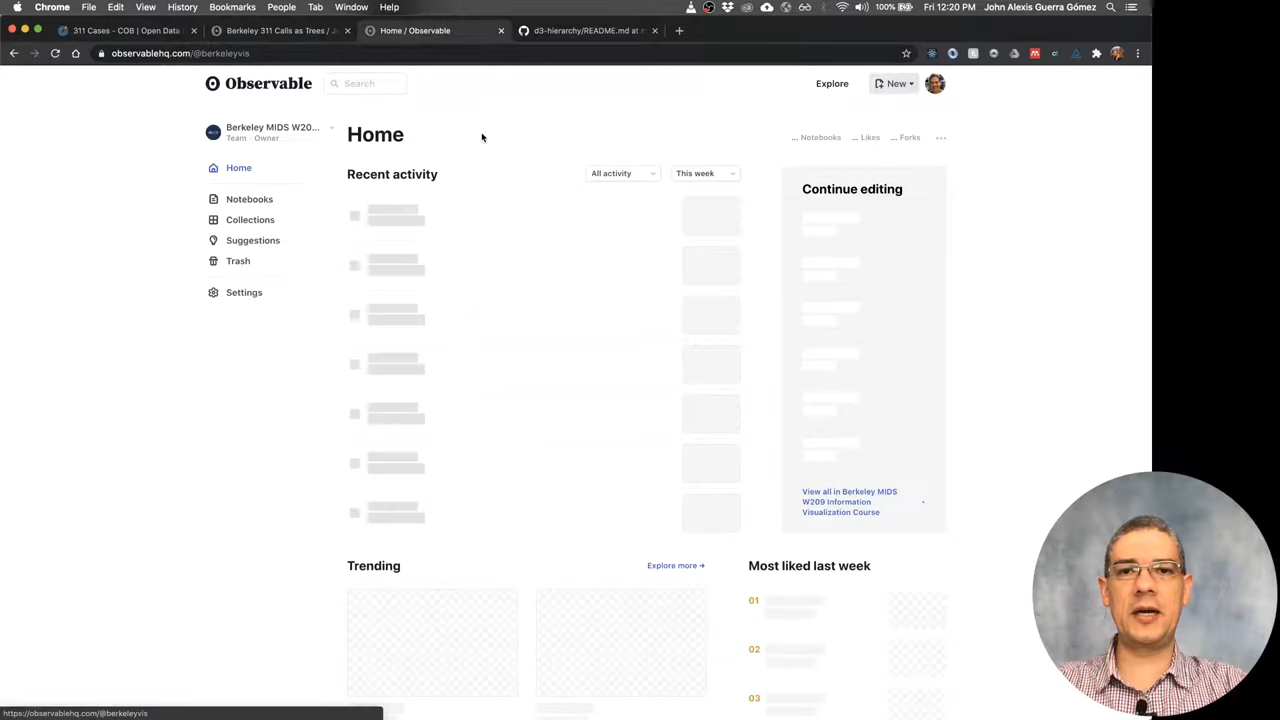 Chrome File Edit View History Bookmarks People Tab Window Help
100% Fri 12:20 PM John Alexis Guerra Gómez
311 Cases - COB | Open Data
Berkeley 311 Calls as Trees / J
Home / Observable
d3-hierarchy/README.md at
observablehq.com/@berkeleyvis
Observable
Search
Explore
New
Berkeley MIDS W20...
Team · Owner
Home
... Notebooks ... Likes ... Forks
Home
Recent activity
All activity
This week
Continue editing
Notebooks
Collections
Suggestions
Trash
Settings
View all in Berkeley MIDS
W209 Information
Visualization Course
Trending
Explore more →
Most liked last week
01
02
03
https://observablehq.com/@berkeleyvis